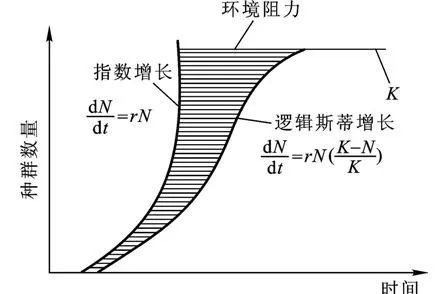 环境阻力
指数增长
dN/dt=rN
K
逻辑斯蒂增长
dN/dt=rN(K-N/K)
种群数量
时间